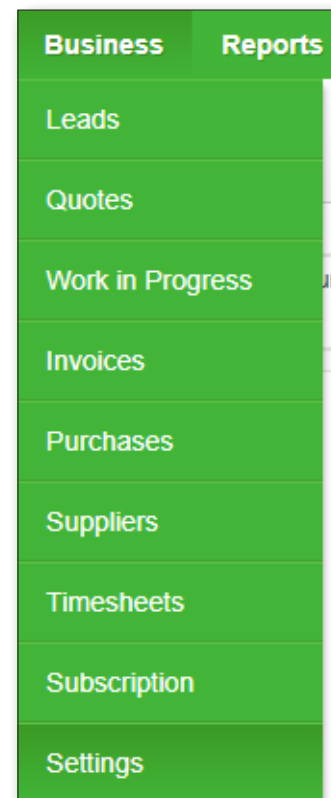 Business Reports
Leads
Quotes
Work in Progress
Invoices
Purchases
Suppliers
Timesheets
Subscription
Settings